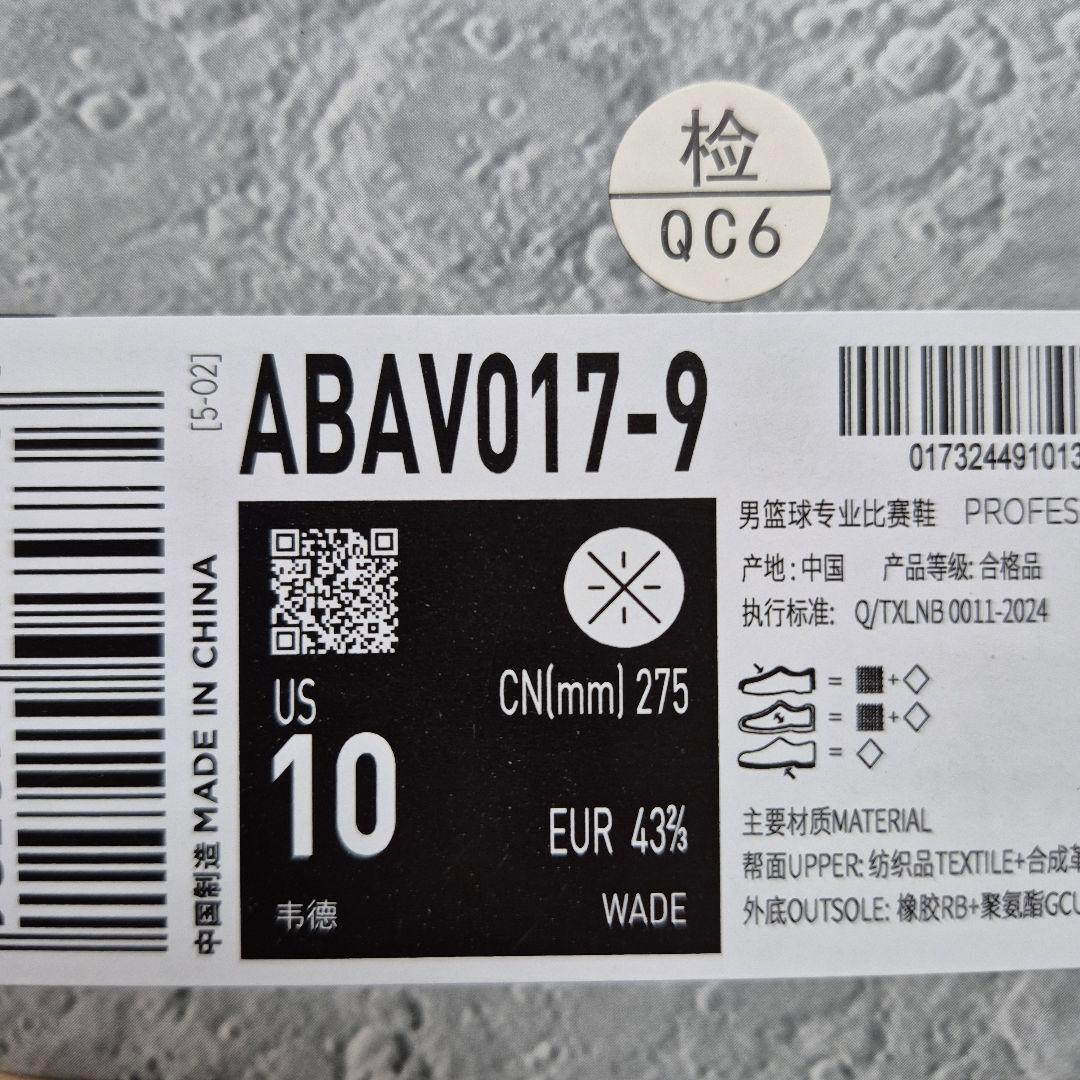 检
QC6
[5-02]
ABAV017-9
017324491013
中国制造 MADE IN CHINA
US
10
韦德
CN(mm) 275
EUR 43⅔
WADE
男篮球专业比赛鞋 PROFES
产地: 中国 产品等级: 合格品
执行标准: Q/TXLNB 0011-2024
主要材质MATERIAL
帮面UPPER: 纺织品TEXTILE+合成革
外底OUTSOLE: 橡胶RB+聚氨酯GCU